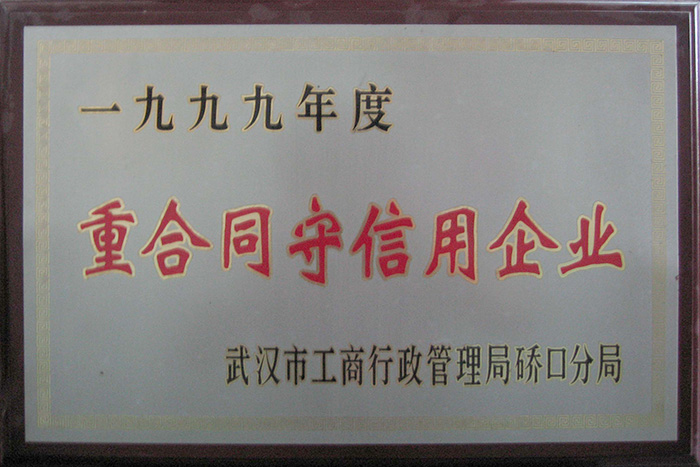 一九九九年度
重合同守信用企业
武汉市工商行政管理局硚口分局